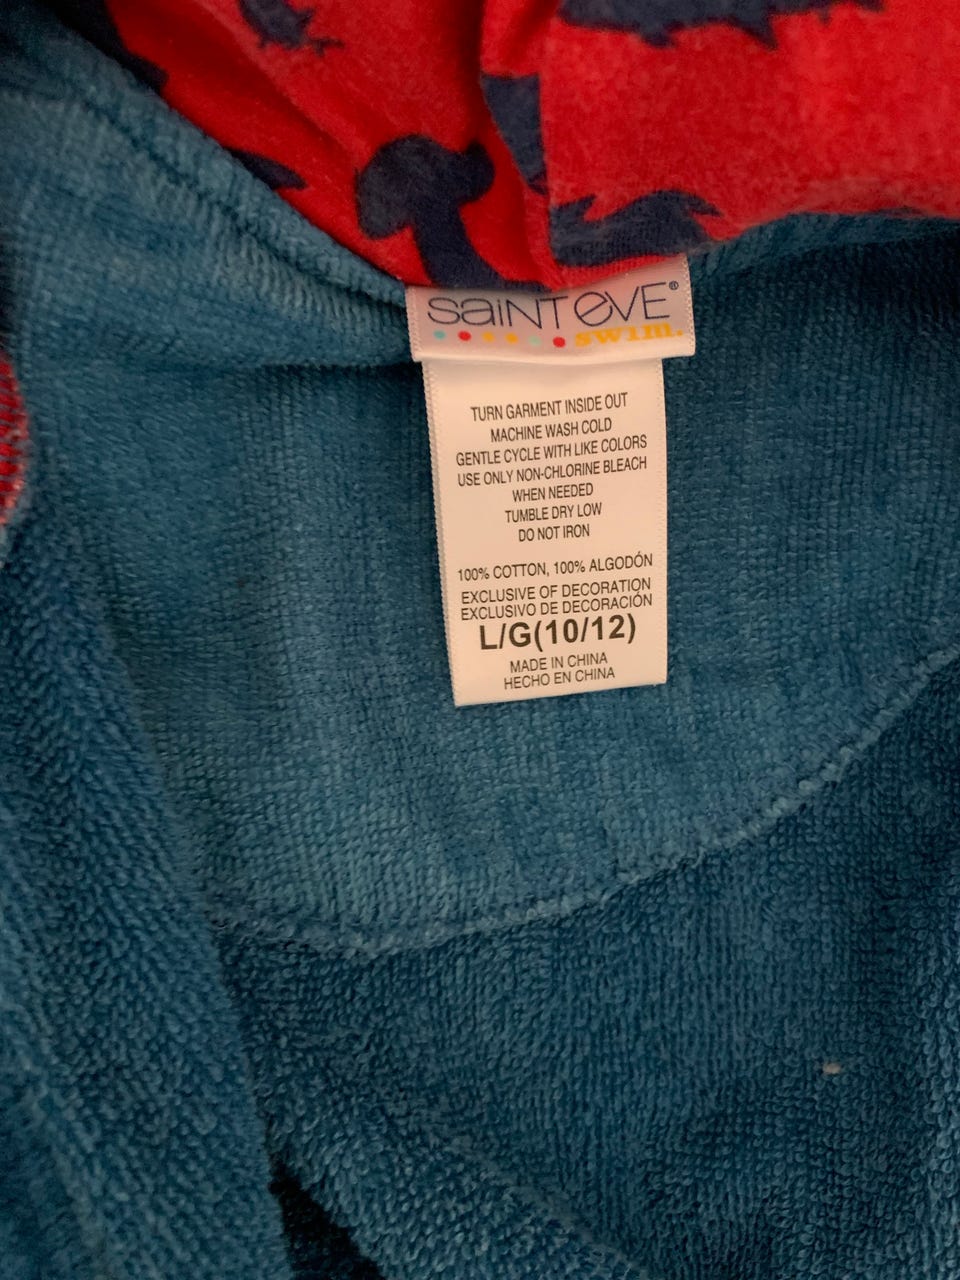 SAINT EVE®
swim.
TURN GARMENT INSIDE OUT
MACHINE WASH COLD
GENTLE CYCLE WITH LIKE COLORS
USE ONLY NON-CHLORINE BLEACH
WHEN NEEDED
TUMBLE DRY LOW
DO NOT IRON
100% COTTON, 100% ALGODÓN
EXCLUSIVE OF DECORATION
EXCLUSIVO DE DECORACIÓN
L/G(10/12)
MADE IN CHINA
HECHO EN CHINA